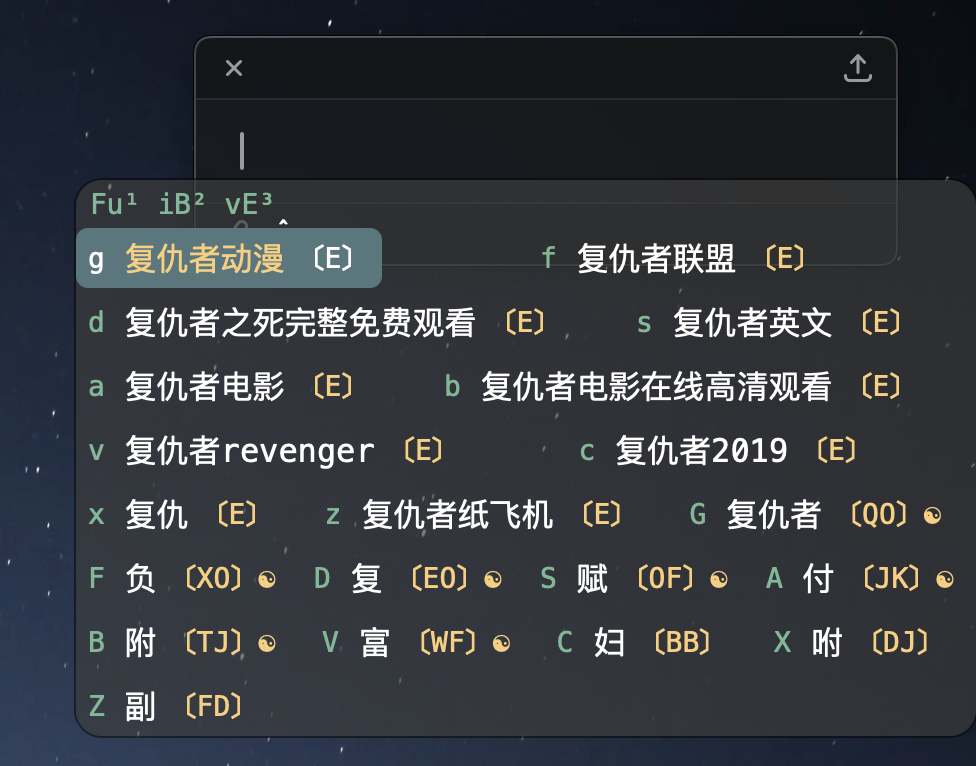 Fu¹ iB² vE³
‸
g 复仇者动漫 〔E〕 f 复仇者联盟 〔E〕
d 复仇者之死完整免费观看 〔E〕 s 复仇者英文 〔E〕
a 复仇者电影 〔E〕 b 复仇者电影在线高清观看 〔E〕
v 复仇者revenger 〔E〕 c 复仇者2019 〔E〕
x 复仇 〔E〕 z 复仇者纸飞机 〔E〕 G 复仇者 〔QO〕☯
F 负 〔XO〕☯ D 复 〔EO〕☯ S 赋 〔OF〕☯ A 付 〔JK〕☯
B 附 〔TJ〕☯ V 富 〔WF〕☯ C 妇 〔BB〕 X 咐 〔DJ〕
Z 副 〔FD〕